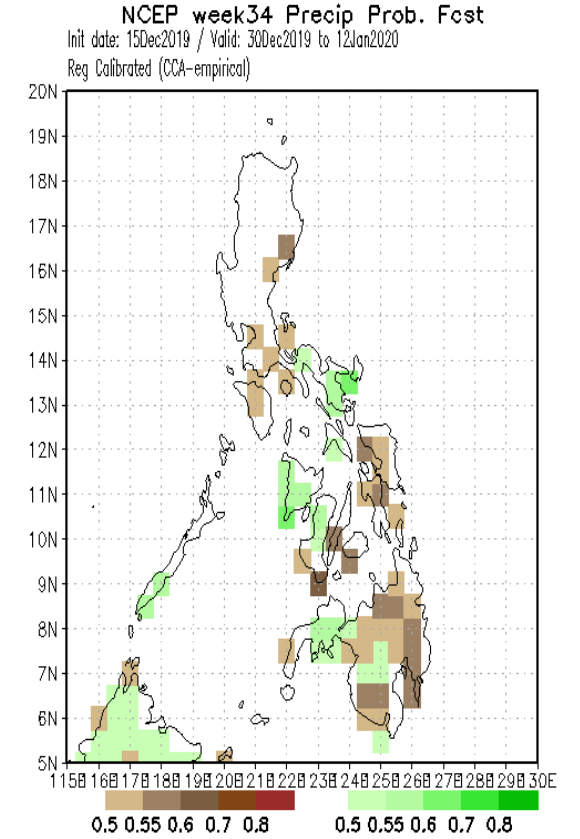 NCEP week34 Precip Prob. Fcst
Init date: 15Dec2019 / Valid: 30Dec2019 to 12Jan2020
Reg Calibrated (CCA-empirical)
20N
19N
18N
17N
16N
15N
14N
13N
12N
11N
10N
9N
8N
7N
6N
5N
115E 116E 117E 118E 119E 120E 121E 122E 123E 124E 125E 126E 127E 128E 129E 130E
0.5 0.55 0.6 0.7 0.8 0.5 0.55 0.6 0.7 0.8